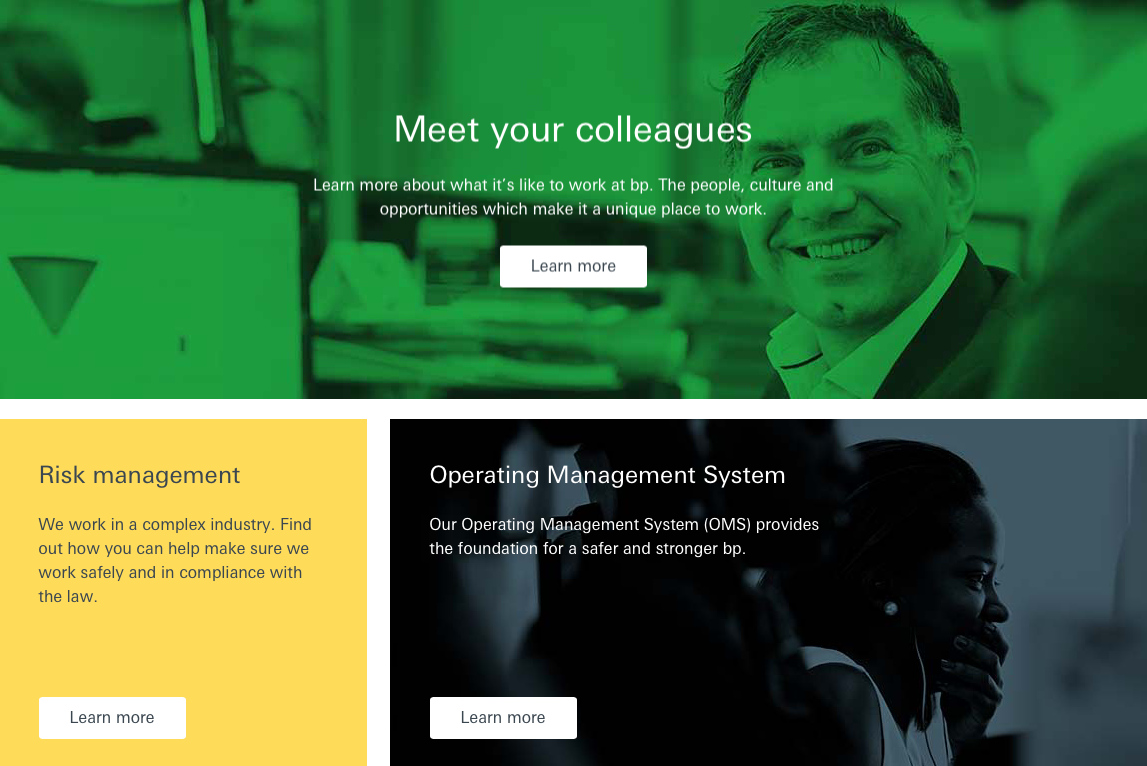 Meet your colleagues
Learn more about what it’s like to work at bp. The people, culture and
opportunities which make it a unique place to work.
Learn more
Risk management
We work in a complex industry. Find
out how you can help make sure we
work safely and in compliance with
the law.
Learn more
Operating Management System
Our Operating Management System (OMS) provides
the foundation for a safer and stronger bp.
Learn more